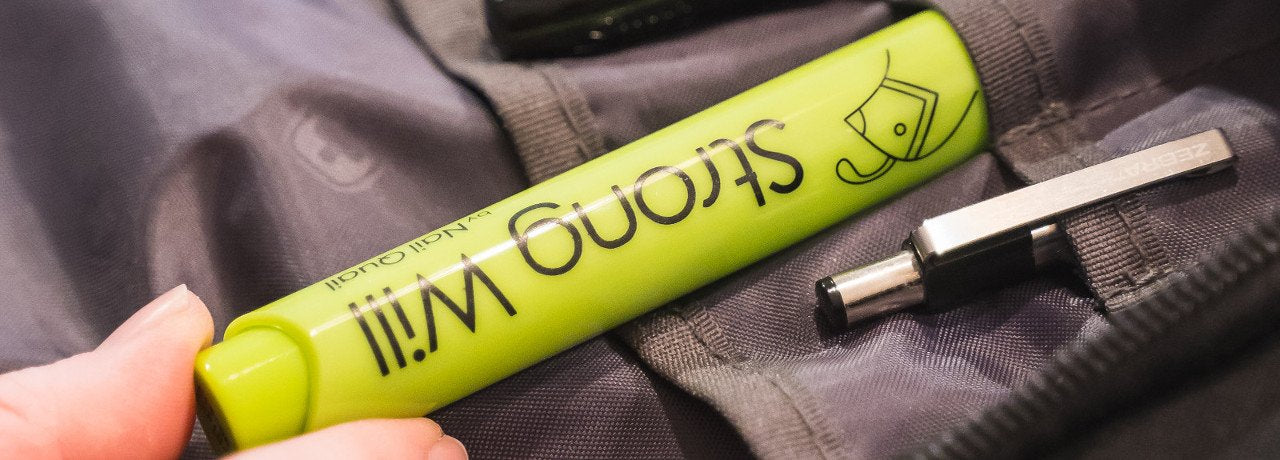 Strong Will
by Nail Quail
ZEBRA